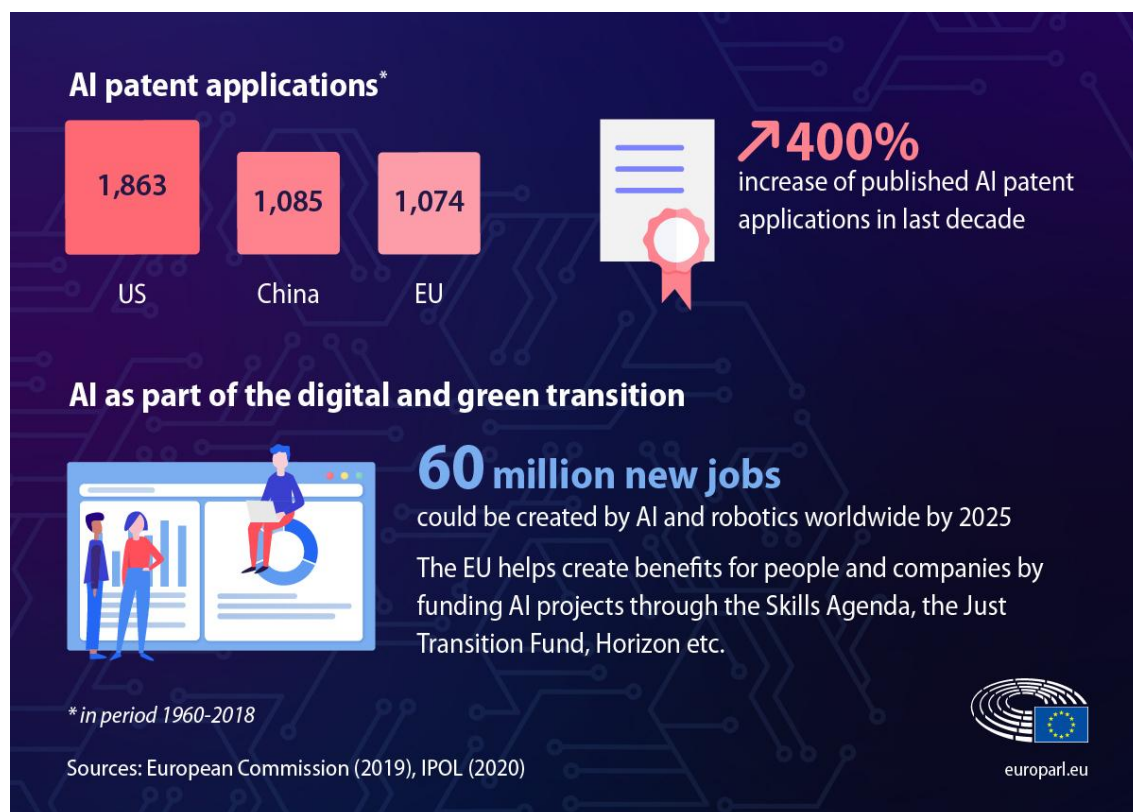 AI patent applications*
1,863
1,085
1,074
US
China
EU
↗400%
increase of published AI patent
applications in last decade
AI as part of the digital and green transition
60 million new jobs
could be created by AI and robotics worldwide by 2025
The EU helps create benefits for people and companies by
funding AI projects through the Skills Agenda, the Just
Transition Fund, Horizon etc.
* in period 1960-2018
Sources: European Commission (2019), IPOL (2020)
europarl.eu